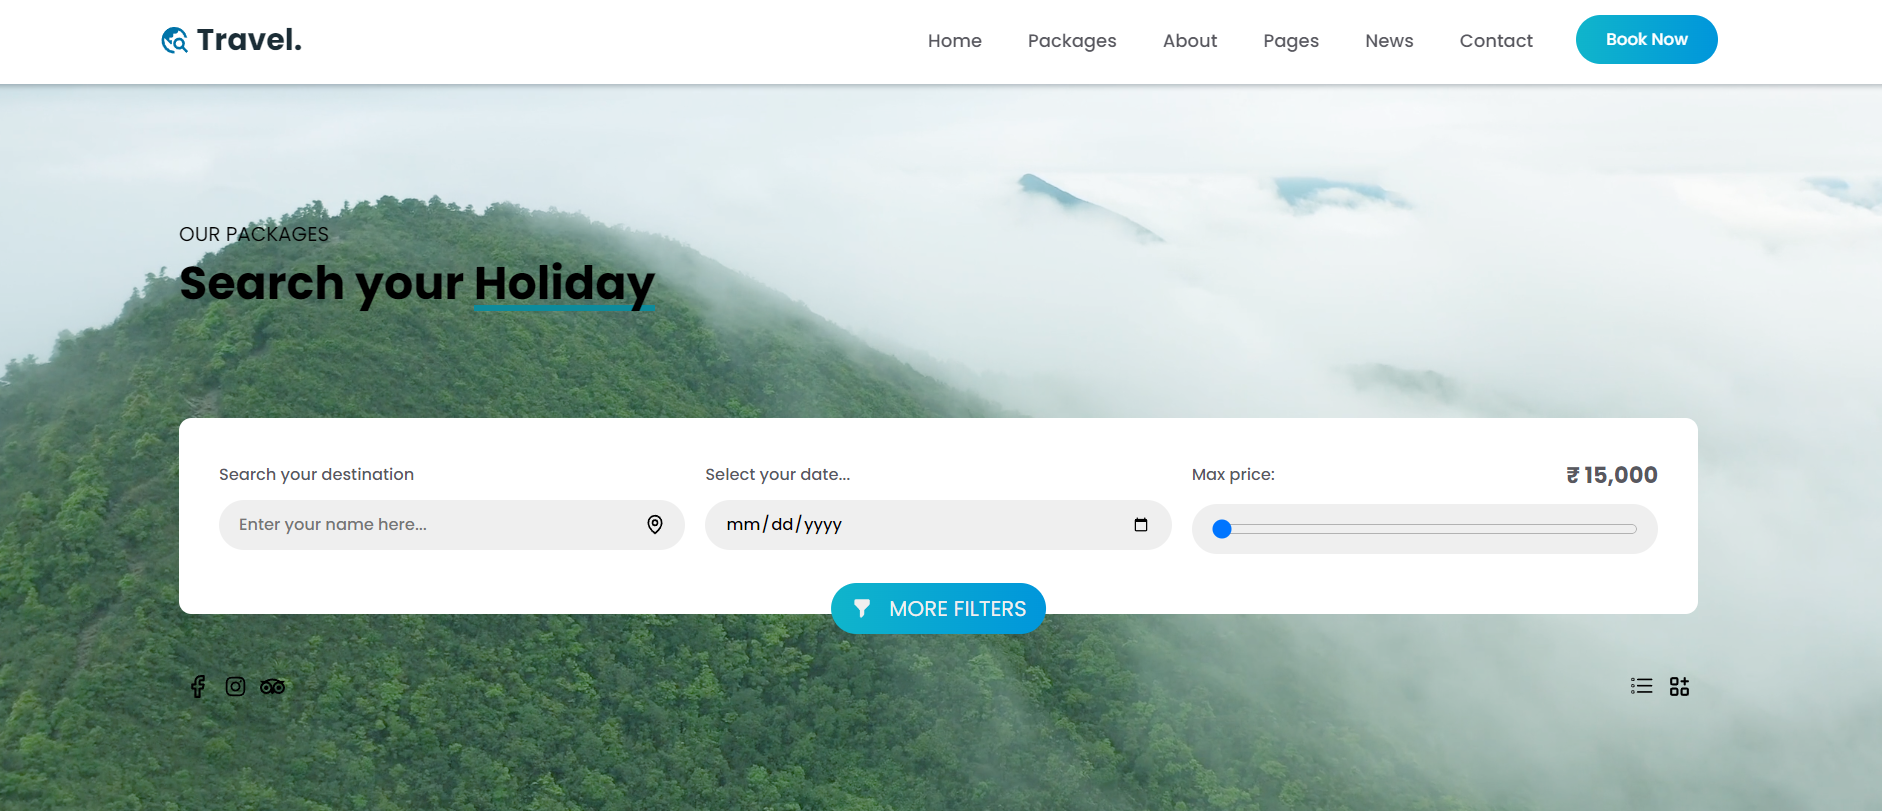 Travel.
Home Packages About Pages News Contact Book Now
OUR PACKAGES
Search your Holiday
Search your destination Select your date... Max price: ₹ 15,000
Enter your name here... mm/dd/yyyy
MORE FILTERS